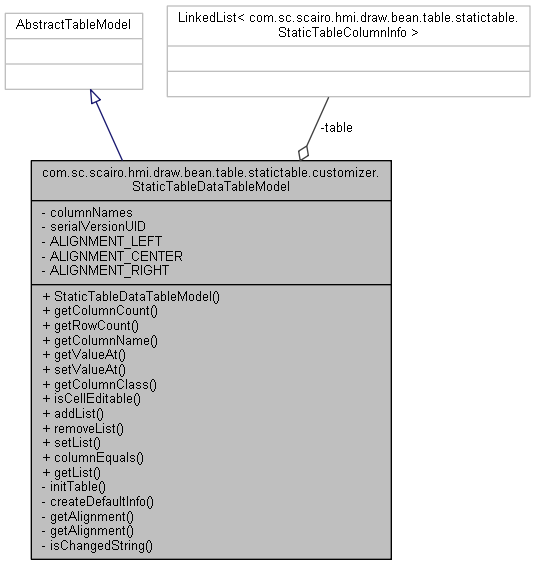 AbstractTableModel
LinkedList< com.sc.scairo.hmi.draw.bean.table.statictable.
StaticTableColumnInfo >
-table
com.sc.scairo.hmi.draw.bean.table.statictable.customizer.
StaticTableDataTableModel
- columnNames
- serialVersionUID
- ALIGNMENT_LEFT
- ALIGNMENT_CENTER
- ALIGNMENT_RIGHT
+ StaticTableDataTableModel()
+ getColumnCount()
+ getRowCount()
+ getColumnName()
+ getValueAt()
+ setValueAt()
+ getColumnClass()
+ isCellEditable()
+ addList()
+ removeList()
+ setList()
+ columnEquals()
+ getList()
- initTable()
- createDefaultInfo()
- getAlignment()
- getAlignment()
- isChangedString()